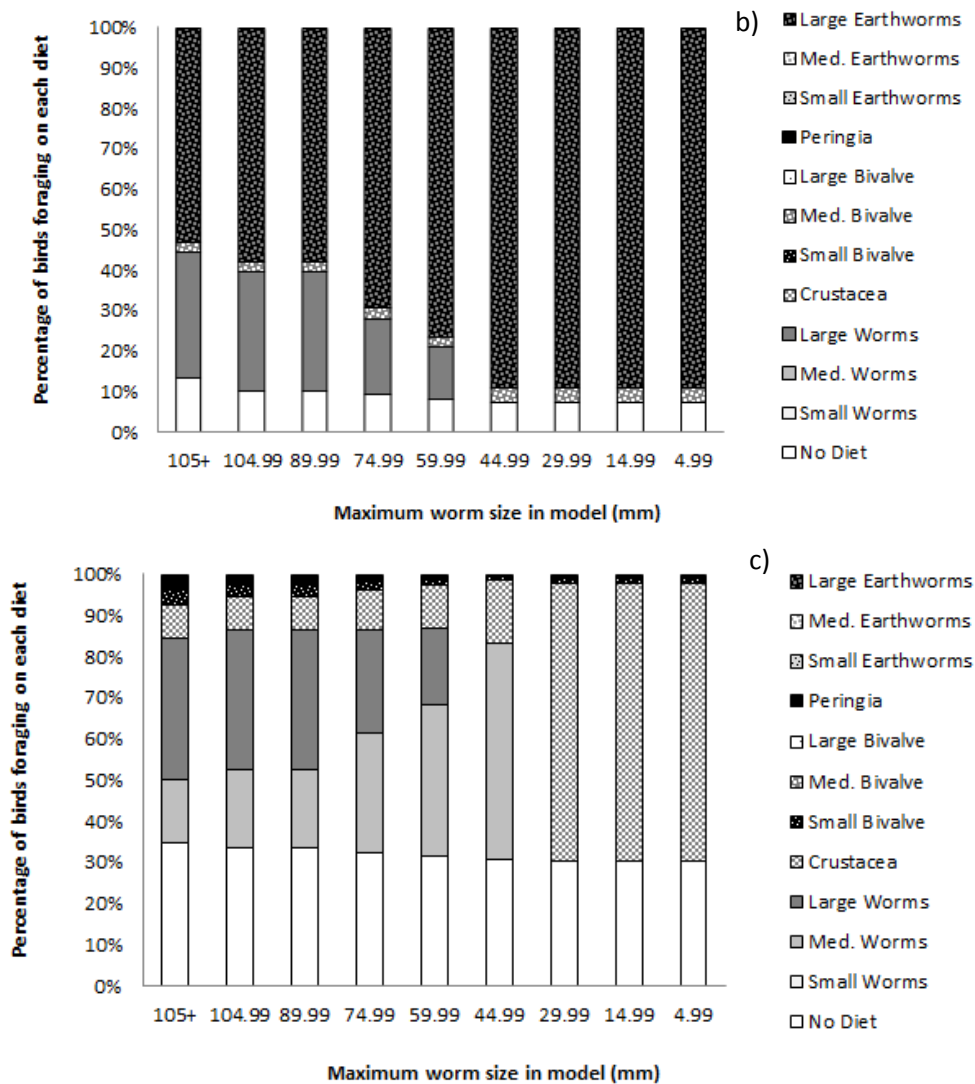 b)
Percentage of birds foraging on each diet
100%
90%
80%
70%
60%
50%
40%
30%
20%
10%
0%
105+ 104.99 89.99 74.99 59.99 44.99 29.99 14.99 4.99
Maximum worm size in model (mm)
Large Earthworms
Med. Earthworms
Small Earthworms
Peringia
Large Bivalve
Med. Bivalve
Small Bivalve
Crustacea
Large Worms
Med. Worms
Small Worms
No Diet
c)
Percentage of birds foraging on each diet
100%
90%
80%
70%
60%
50%
40%
30%
20%
10%
0%
105+ 104.99 89.99 74.99 59.99 44.99 29.99 14.99 4.99
Maximum worm size in model (mm)
Large Earthworms
Med. Earthworms
Small Earthworms
Peringia
Large Bivalve
Med. Bivalve
Small Bivalve
Crustacea
Large Worms
Med. Worms
Small Worms
No Diet